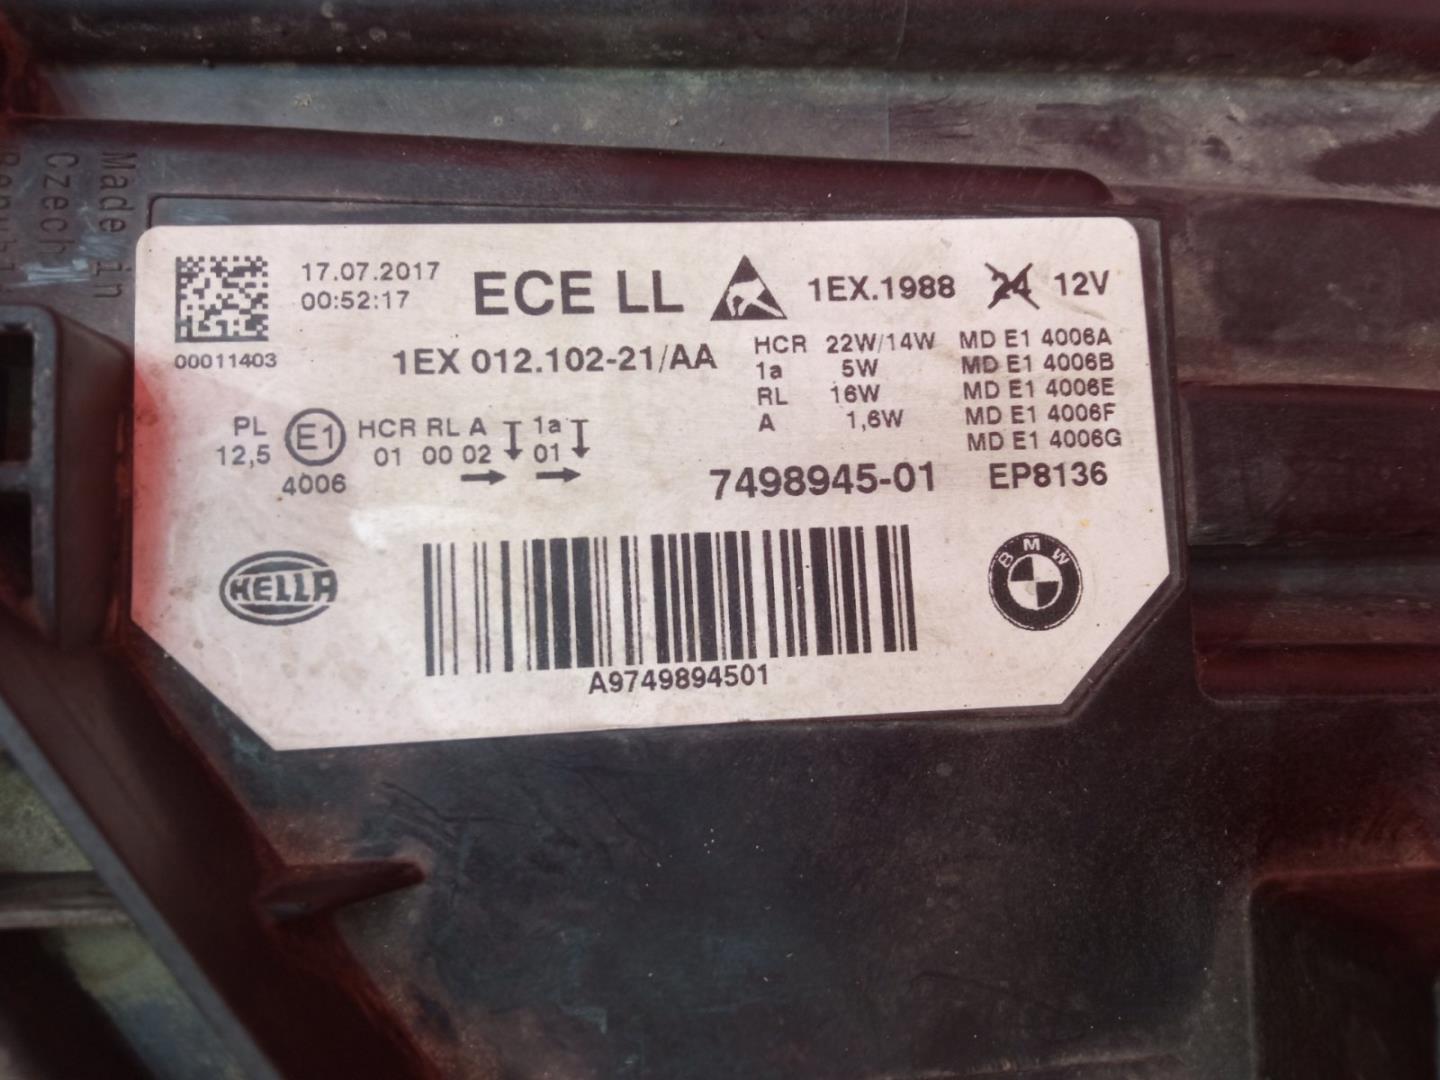 Made in
Czech
17.07.2017
00:52:17
00011403
ECE LL
1EX.1988 24 12V
1EX 012.102-21/AA
HCR 22W/14W MD E1 4006A
1a 5W MD E1 4006B
RL 16W MD E1 4006E
A 1,6W MD E1 4006F
MD E1 4006G
PL
12,5
E1
4006
HCR RL A 1a
01 00 02 01
7498945-01 EP8136
HELLA
BMW
A9749894501